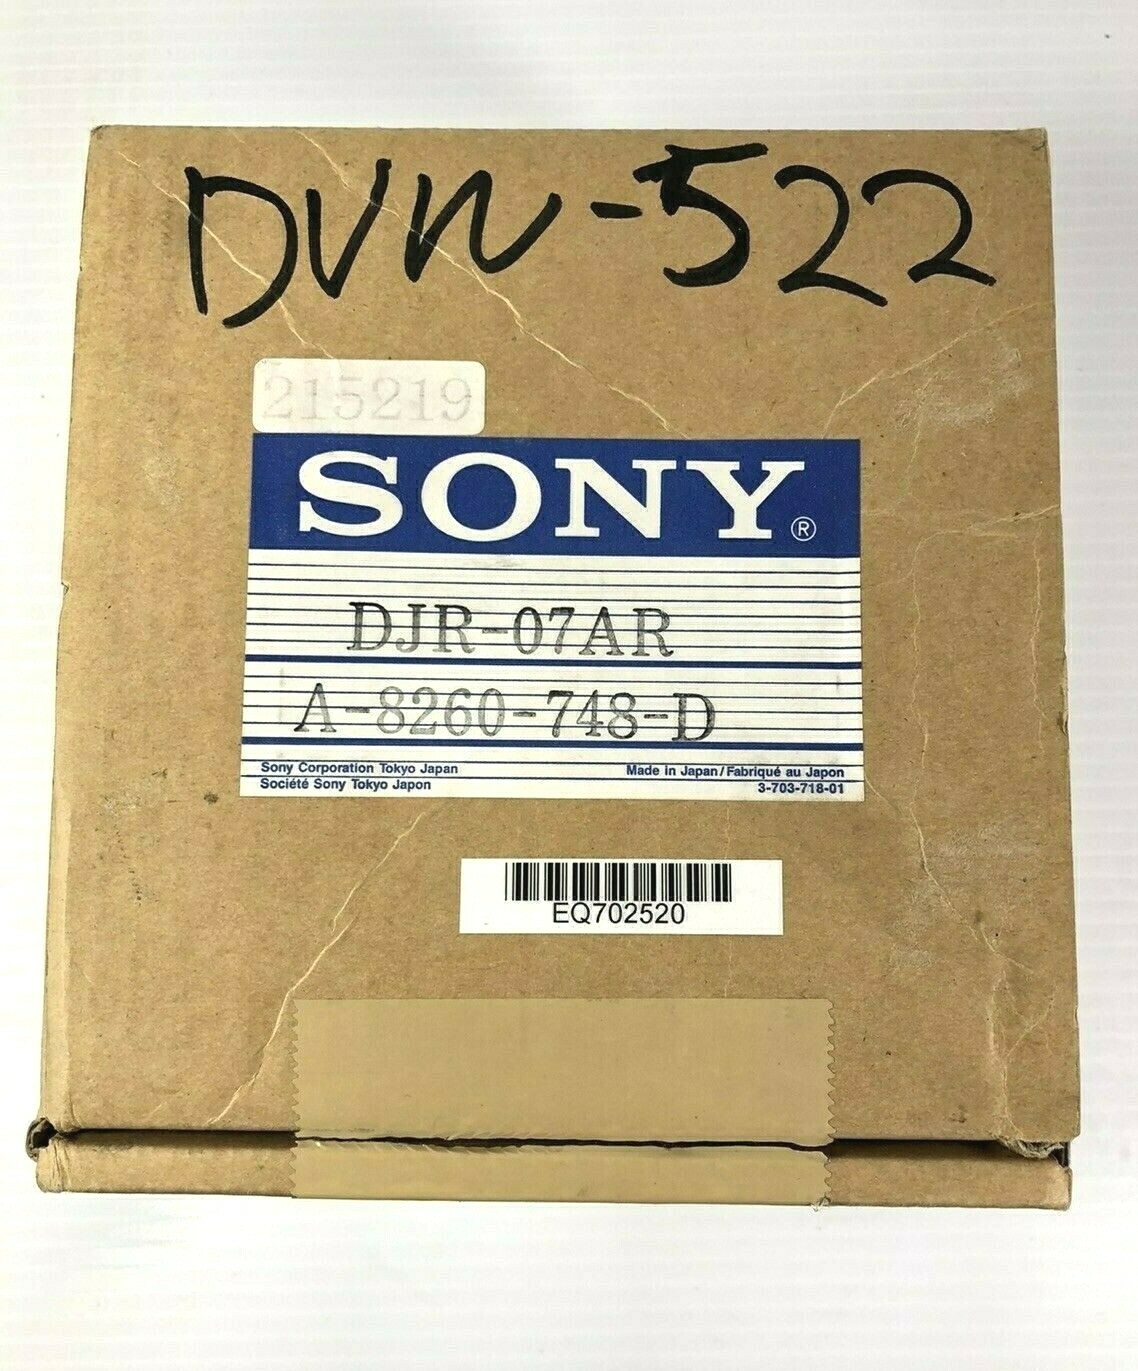 DVW-522
215219
SONY®
DJR-07AR
A-8260-748-D
Sony Corporation Tokyo Japan
Société Sony Tokyo Japon
Made in Japan/Fabriqué au Japon
3-703-718-01
EQ702520